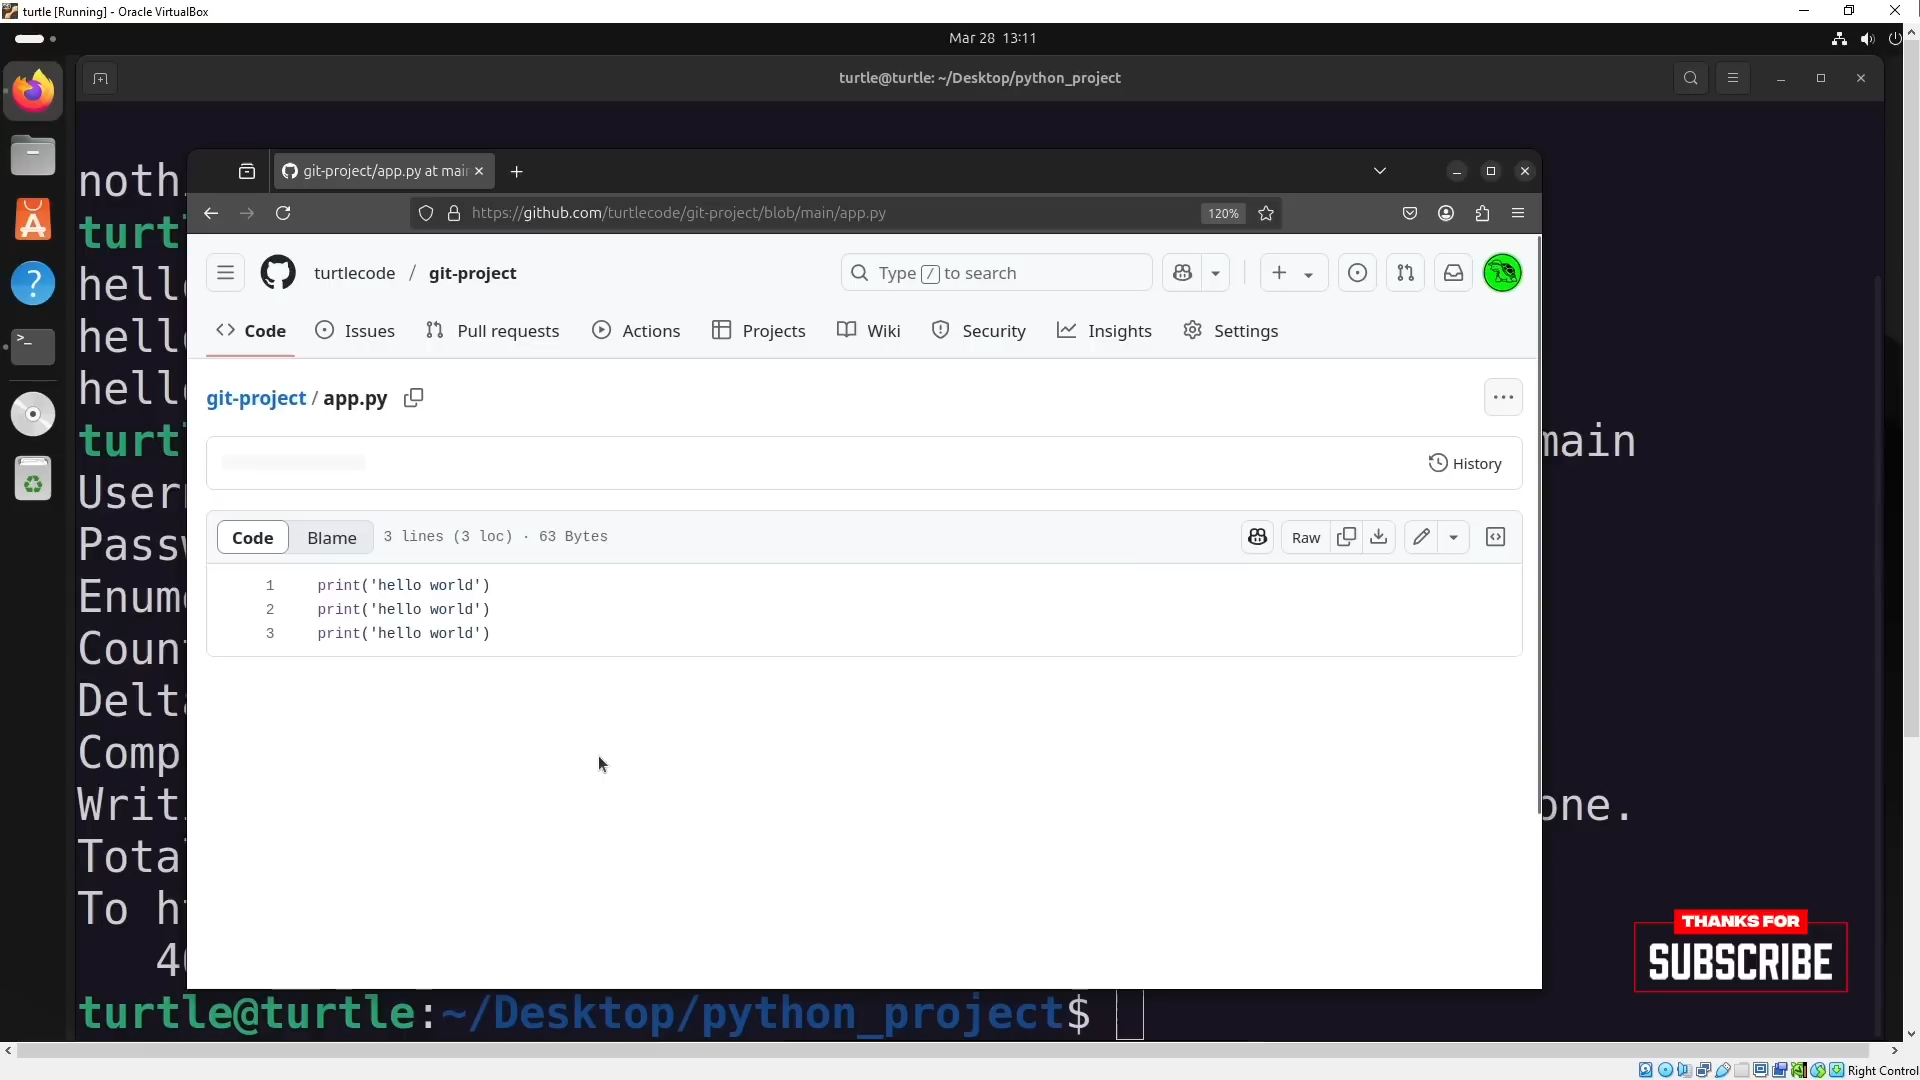 turtle [Running] - Oracle VirtualBox
Mar 28 13:11
turtle@turtle: ~/Desktop/python_project
git-project/app.py at mai
https://github.com/turtlecode/git-project/blob/main/app.py
120%
turtlecode / git-project
Type / to search
Code Issues Pull requests Actions Projects Wiki Security Insights Settings
git-project / app.py
History
Code Blame 3 lines (3 loc) · 63 Bytes Raw
1 print('hello world')
2 print('hello world')
3 print('hello world')
noth
turt
hell
hell
hell
turt main
User
Pass
Enum
Coun
Delt
Comp
Writ one.
Tota
To h
4
turtle@turtle:~/Desktop/python_project$
THANKS FOR
SUBSCRIBE
Right Control